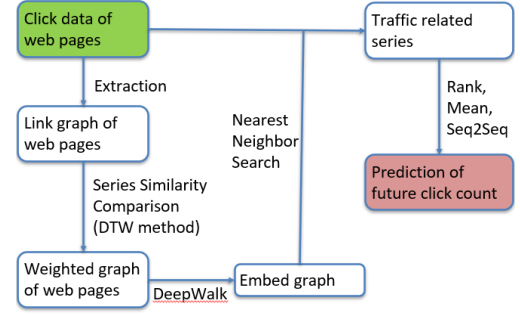 Click data of
web pages
Traffic related
series
Extraction
Rank,
Mean,
Seq2Seq
Link graph of
web pages
Nearest
Neighbor
Search
Series Similarity
Comparison
(DTW method)
Prediction of
future click count
Weighted graph
of web pages
DeepWalk
Embed graph